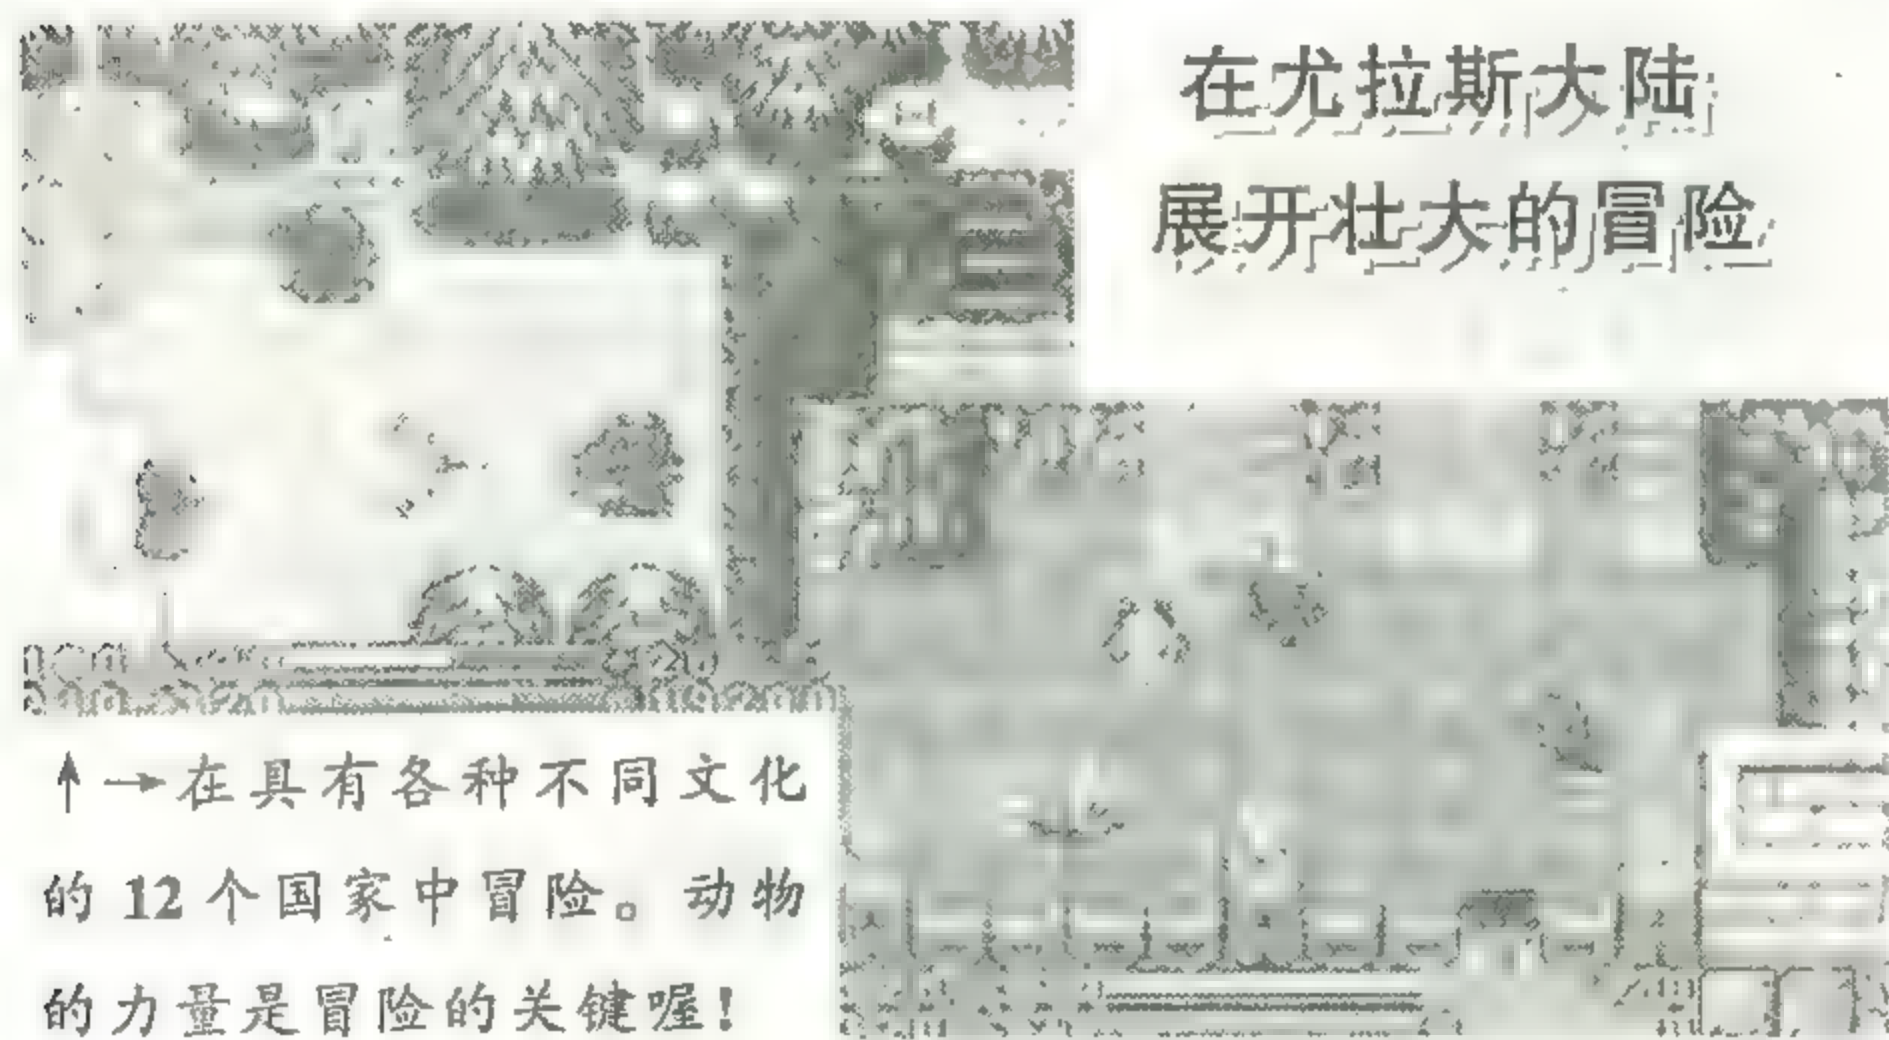 在尤拉斯大陆
展开壮大的冒险
↑→在具有各种不同文化
的 12 个国家中冒险。动物
的力量是冒险的关键喔!